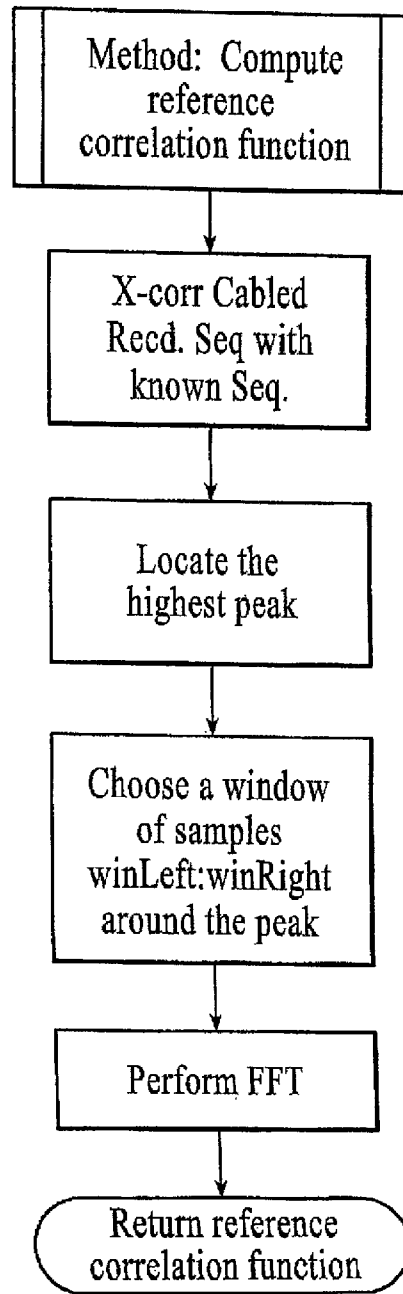 Method: Compute
reference
correlation function
X-corr Cabled
Recd. Seq with
known Seq.
Locate the
highest peak
Choose a window
of samples
winLeft:winRight
around the peak
Perform FFT
Return reference
correlation function